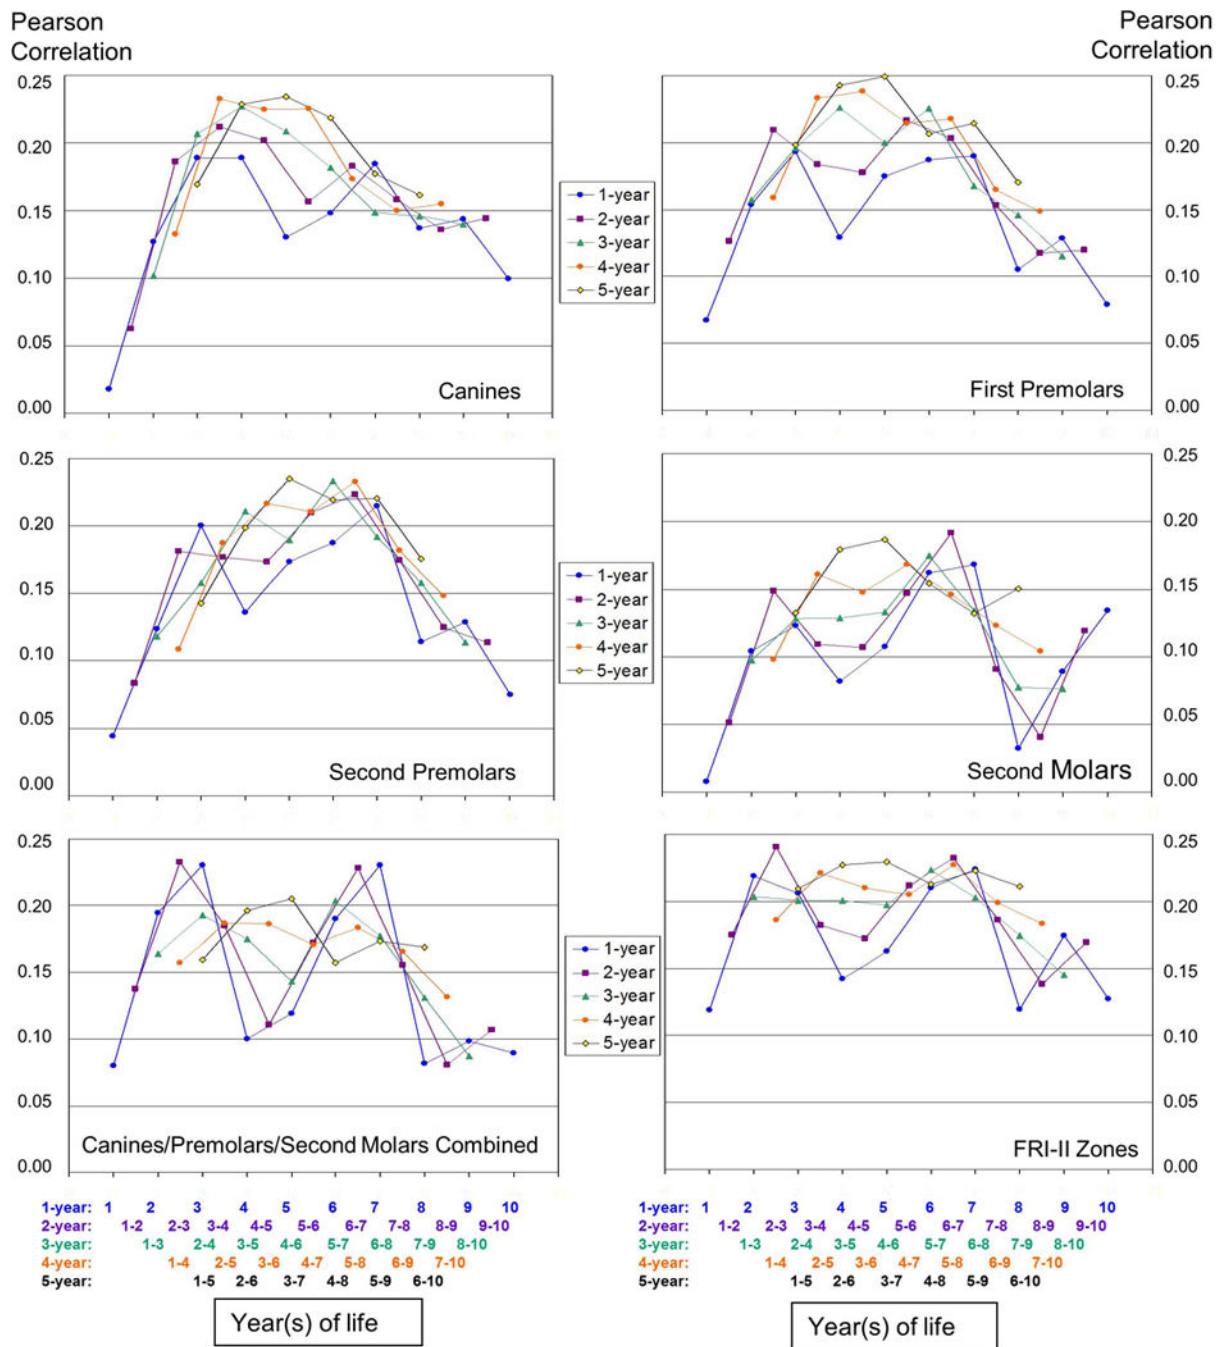 Pearson
Correlation
Pearson
Correlation
0.25
0.20
0.15
0.10
0.05
0.00
Canines
1-year
2-year
3-year
4-year
5-year
0.25
0.20
0.15
0.10
0.05
0.00
First Premolars
0.25
0.20
0.15
0.10
0.05
0.00
Second Premolars
1-year
2-year
3-year
4-year
5-year
0.25
0.20
0.15
0.10
0.05
0.00
Second Molars
0.25
0.20
0.15
0.10
0.05
0.00
Canines/Premolars/Second Molars Combined
1-year
2-year
3-year
4-year
5-year
0.25
0.20
0.15
0.10
0.05
0.00
FRI-II Zones
1-year: 1 2 3 4 5 6 7 8 9 10
2-year: 1-2 2-3 3-4 4-5 5-6 6-7 7-8 8-9 9-10
3-year: 1-3 2-4 3-5 4-6 5-7 6-8 7-9 8-10
4-year: 1-4 2-5 3-6 4-7 5-8 6-9 7-10
5-year: 1-5 2-6 3-7 4-8 5-9 6-10
Year(s) of life
1-year: 1 2 3 4 5 6 7 8 9 10
2-year: 1-2 2-3 3-4 4-5 5-6 6-7 7-8 8-9 9-10
3-year: 1-3 2-4 3-5 4-6 5-7 6-8 7-9 8-10
4-year: 1-4 2-5 3-6 4-7 5-8 6-9 7-10
5-year: 1-5 2-6 3-7 4-8 5-9 6-10
Year(s) of life